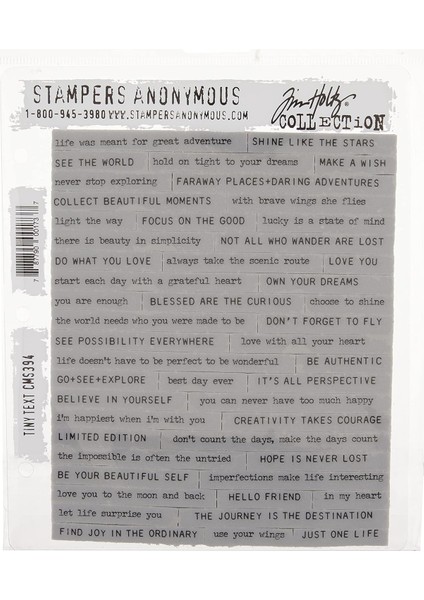 STAMPERS ANONYMOUS
1-800-945-3980 WWW.STAMPERSANONYMOUS.COM
Tim Holtz®
COLLECTION
life was meant for great adventure SHINE LIKE THE STARS
SEE THE WORLD hold on tight to your dreams MAKE A WISH
never stop exploring FARAWAY PLACES+DARING ADVENTURES
COLLECT BEAUTIFUL MOMENTS with brave wings she flies
light the way FOCUS ON THE GOOD lucky is a state of mind
there is beauty in simplicity NOT ALL WHO WANDER ARE LOST
DO WHAT YOU LOVE always take the scenic route LOVE YOU
start each day with a grateful heart OWN YOUR DREAMS
you are enough BLESSED ARE THE CURIOUS choose to shine
the world needs who you were made to be DON'T FORGET TO FLY
SEE POSSIBILITY EVERYWHERE love with all your heart
life doesn't have to be perfect to be wonderful BE AUTHENTIC
GO+SEE+EXPLORE best day ever IT'S ALL PERSPECTIVE
BELIEVE IN YOURSELF you can never have too much happy
i'm happiest when i'm with you CREATIVITY TAKES COURAGE
LIMITED EDITION don't count the days, make the days count
the impossible is often the untried HOPE IS NEVER LOST
BE YOUR BEAUTIFUL SELF imperfections make life interesting
love you to the moon and back HELLO FRIEND in my heart
let life surprise you THE JOURNEY IS THE DESTINATION
FIND JOY IN THE ORDINARY use your wings JUST ONE LIFE
TINY TEXT CMS394